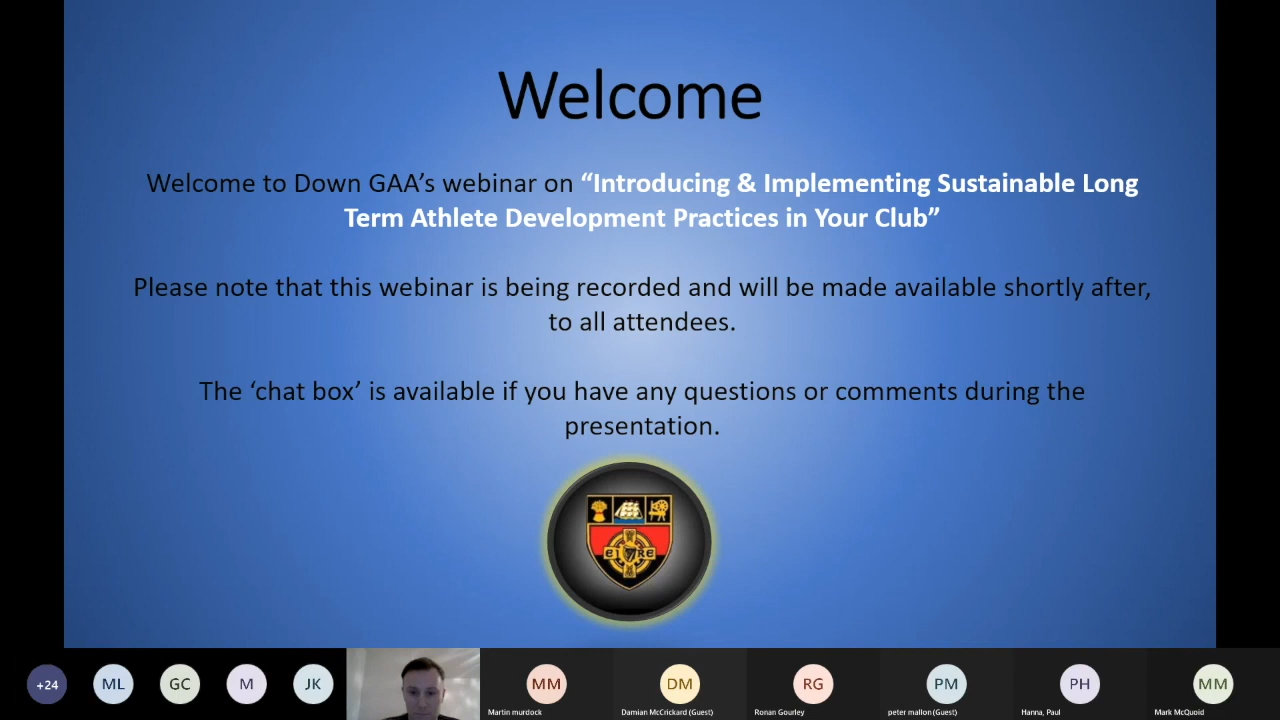 Welcome
Welcome to Down GAA’s webinar on “Introducing & Implementing Sustainable Long
Term Athlete Development Practices in Your Club”
Please note that this webinar is being recorded and will be made available shortly after,
to all attendees.
The ‘chat box’ is available if you have any questions or comments during the
presentation.
EIRE
+24
ML
GC
M
JK
MM
DM
RG
PM
PH
MM
Martin murdock
Damian McCrickard (Guest)
Ronan Gourley
peter mallon (Guest)
Hanna, Paul
Mark McQuoid